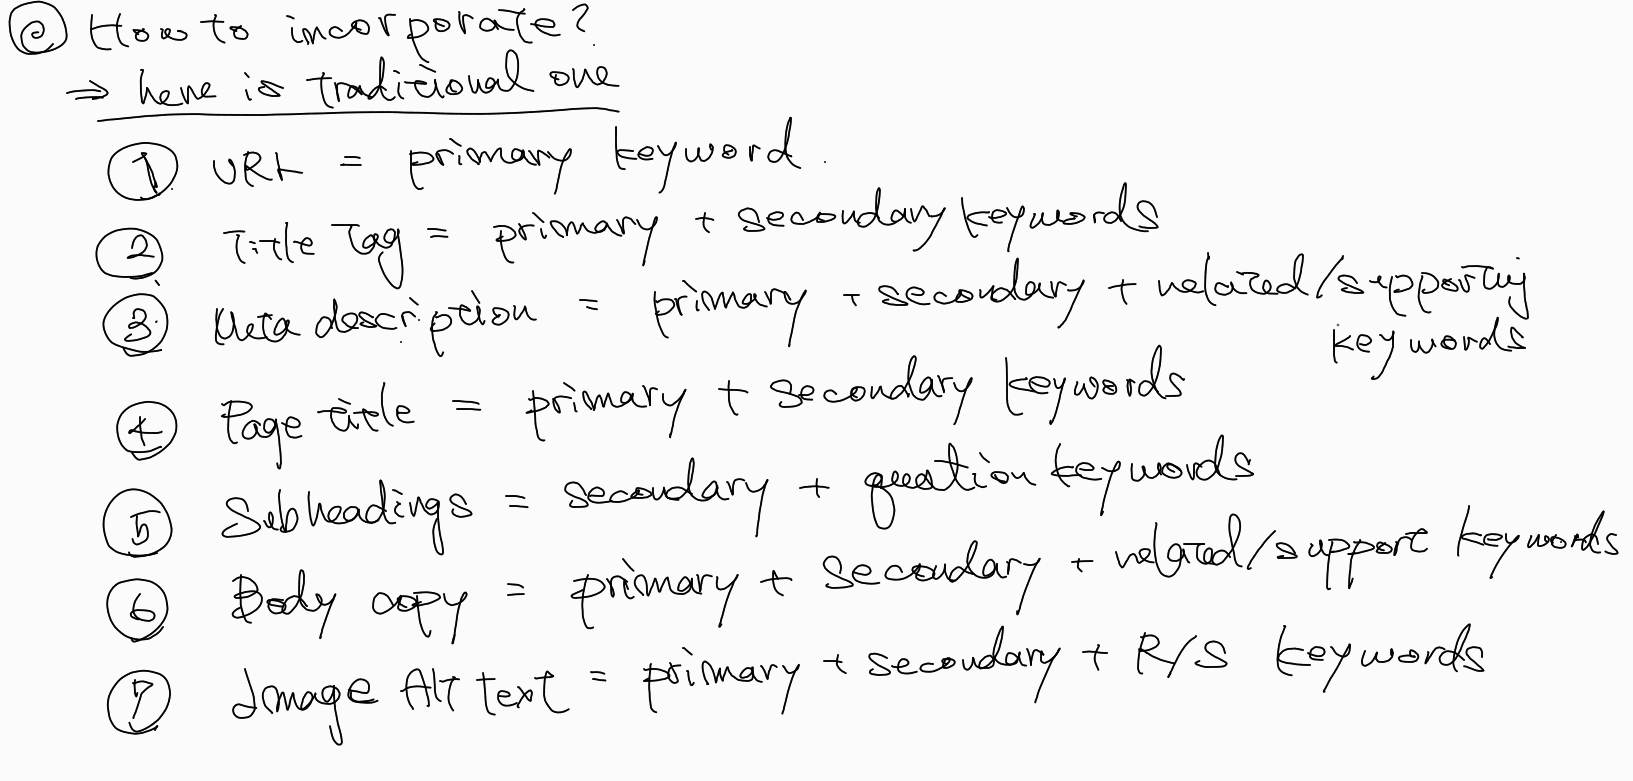 ⓔ How to incorporate?
⇒ here is traditional one
① URL = primary keyword.
② Title Tag = primary + secondary keywords
③ Meta description = primary + secondary + related/supporting
keywords
④ Page title = primary + secondary keywords
⑤ Subheadings = secondary + question keywords
⑥ Body copy = primary + secondary + related/support keywords
⑦ Image Alt text = primary + secondary + R/S keywords